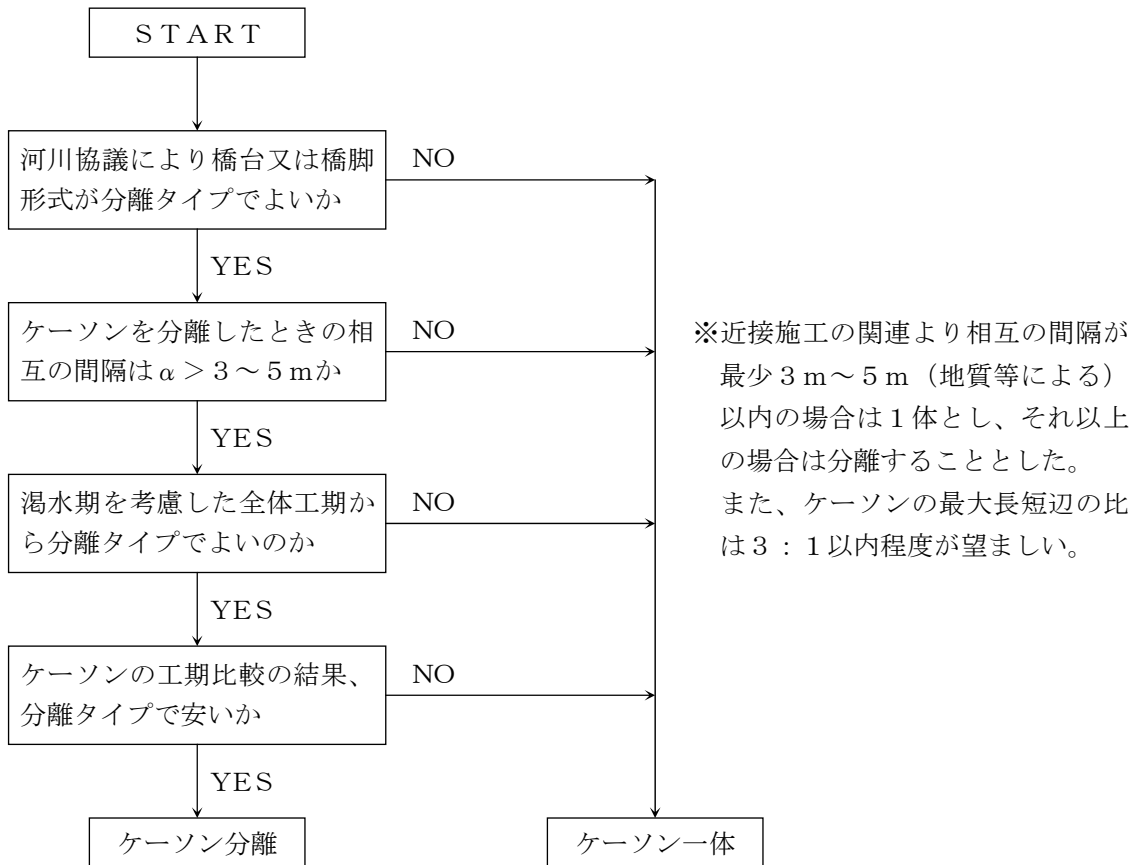 ＳＴＡＲＴ
河川協議により橋台又は橋脚
形式が分離タイプでよいか
NO
YES
ケーソンを分離したときの相
互の間隔はα＞３～５ｍか
NO
YES
渇水期を考慮した全体工期か
ら分離タイプでよいのか
NO
YES
ケーソンの工期比較の結果、
分離タイプで安いか
NO
YES
ケーソン分離
ケーソン一体
※近接施工の関連より相互の間隔が
最少３ｍ～５ｍ（地質等による）
以内の場合は１体とし、それ以上
の場合は分離することとした。
また、ケーソンの最大長短辺の比
は３：１以内程度が望ましい。